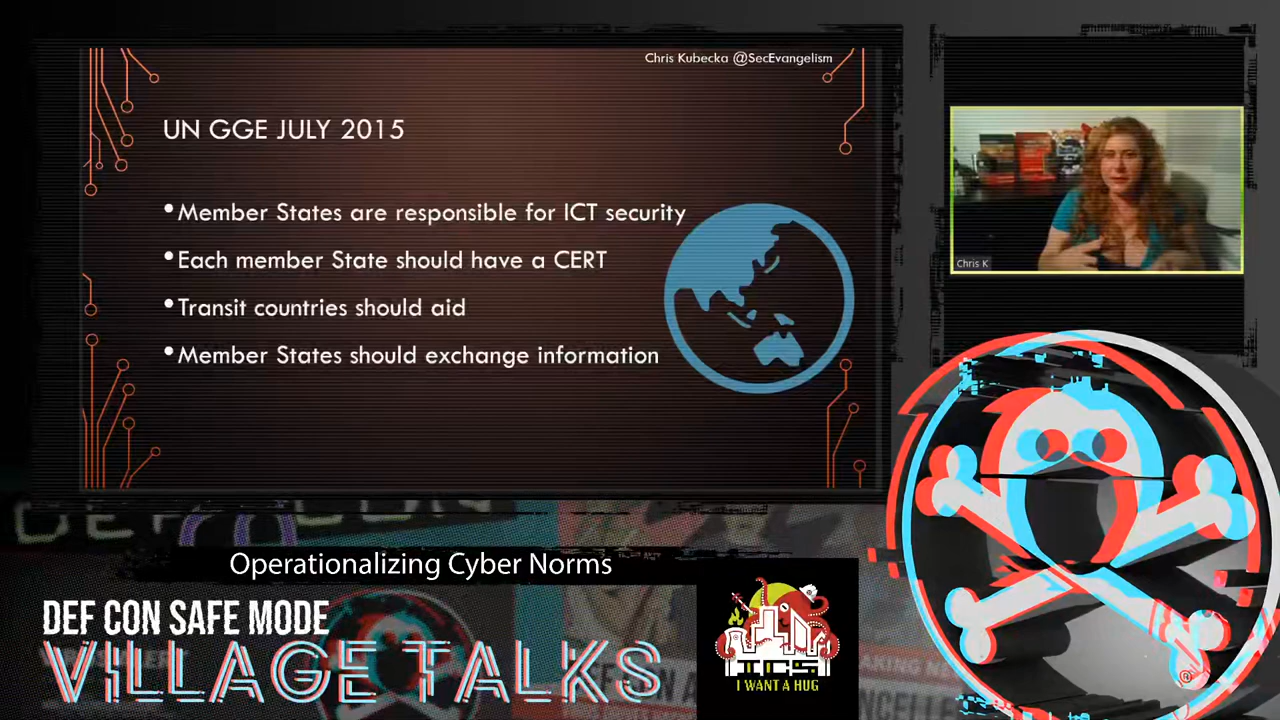 Chris Kubecka @SecEvangelism
UN GGE JULY 2015
•Member States are responsible for ICT security
•Each member State should have a CERT
•Transit countries should aid
•Member States should exchange information
Chris K
Operationalizing Cyber Norms
DEF CON SAFE MODE
VILLAGE TALKS
ICS
I WANT A HUG
DEF CON